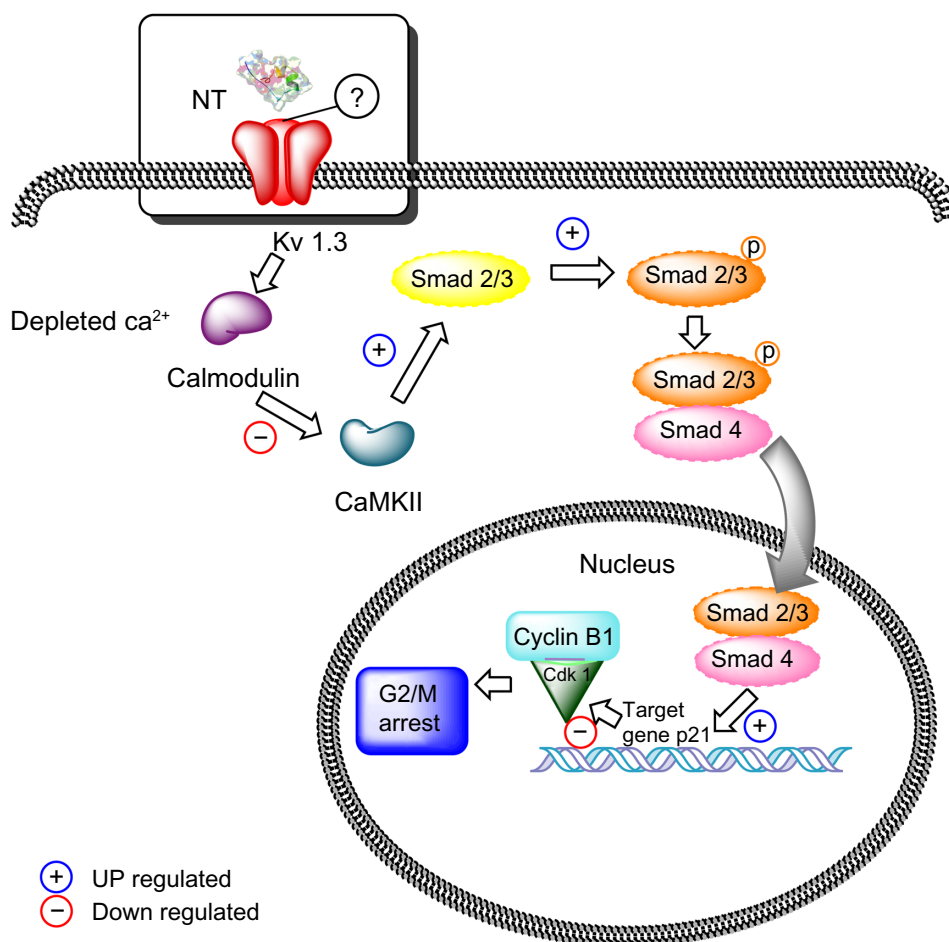 NT
?
Kv 1.3
Depleted ca²⁺
Calmodulin
−
CaMKII
+
Smad 2/3
+
p
Smad 2/3
p
Smad 2/3
Smad 4
Nucleus
Smad 2/3
Smad 4
+
Target
gene p21
Cyclin B1
Cdk 1
−
G2/M
arrest
+ UP regulated
− Down regulated